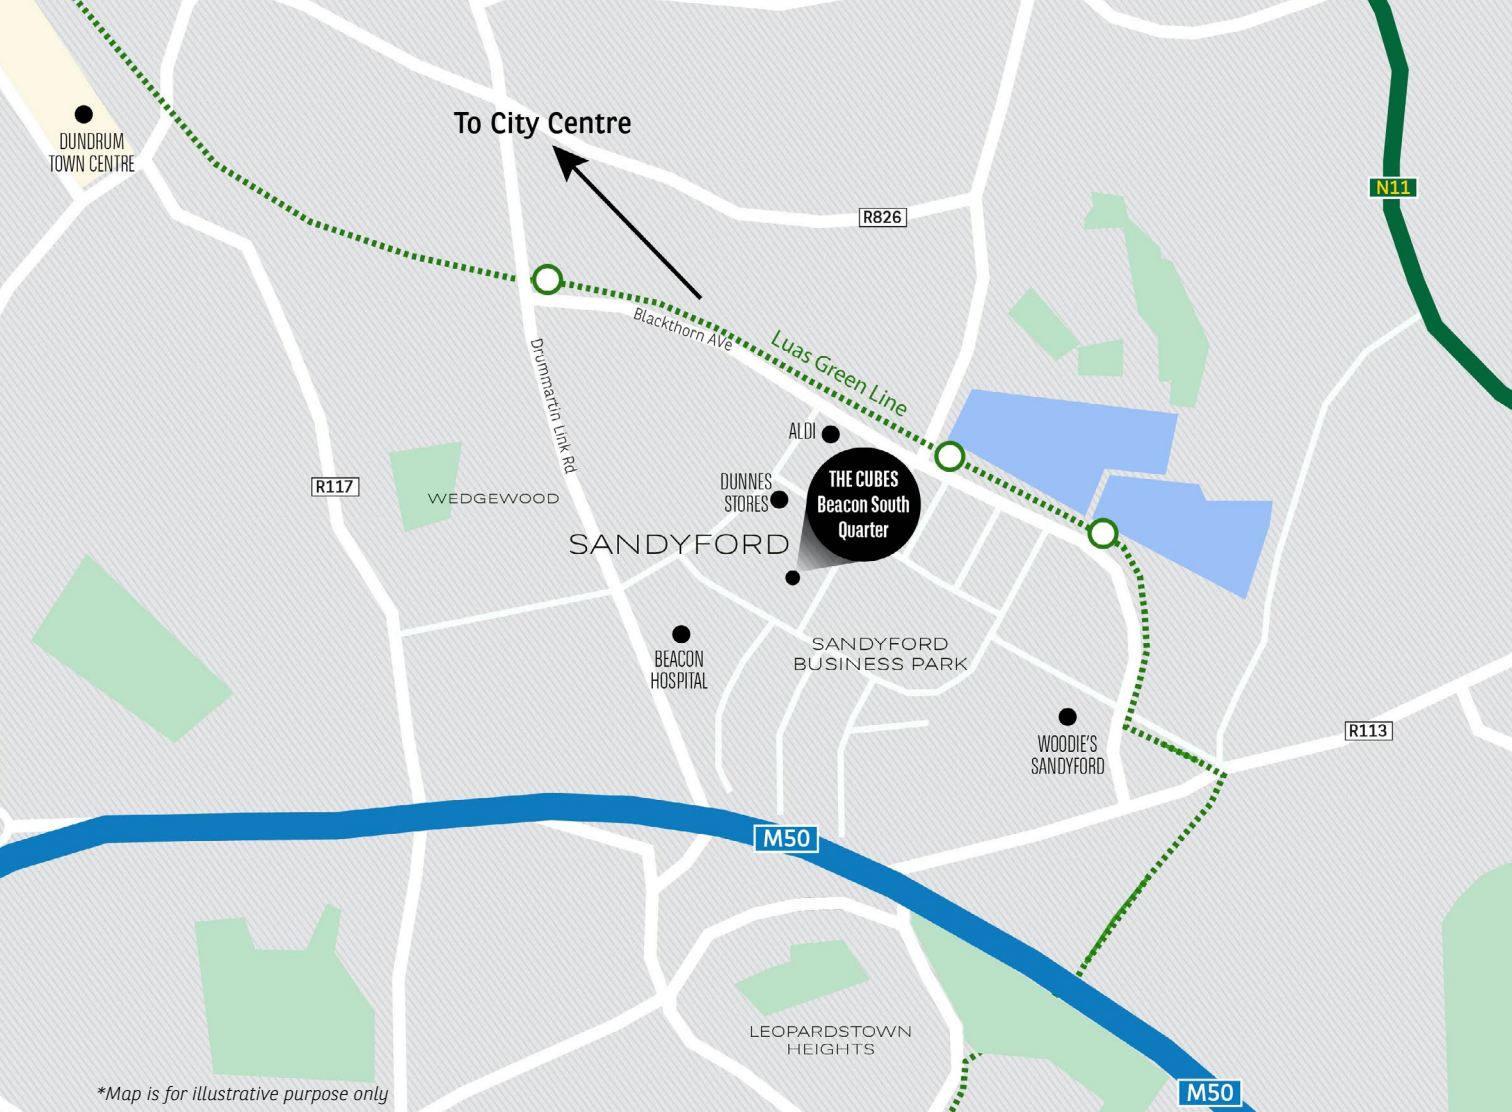 To City Centre
DUNDRUM
TOWN CENTRE
N11
R826
Blackthorn AVe
Luas Green Line
Drummartin Link Rd
ALDI
THE CUBES
Beacon South
Quarter
DUNNES
STORES
R117
WEDGEWOOD
SANDYFORD
SANDYFORD
BUSINESS PARK
BEACON
HOSPITAL
WOODIE'S
SANDYFORD
R113
M50
LEOPARDSTOWN
HEIGHTS
M50
*Map is for illustrative purpose only